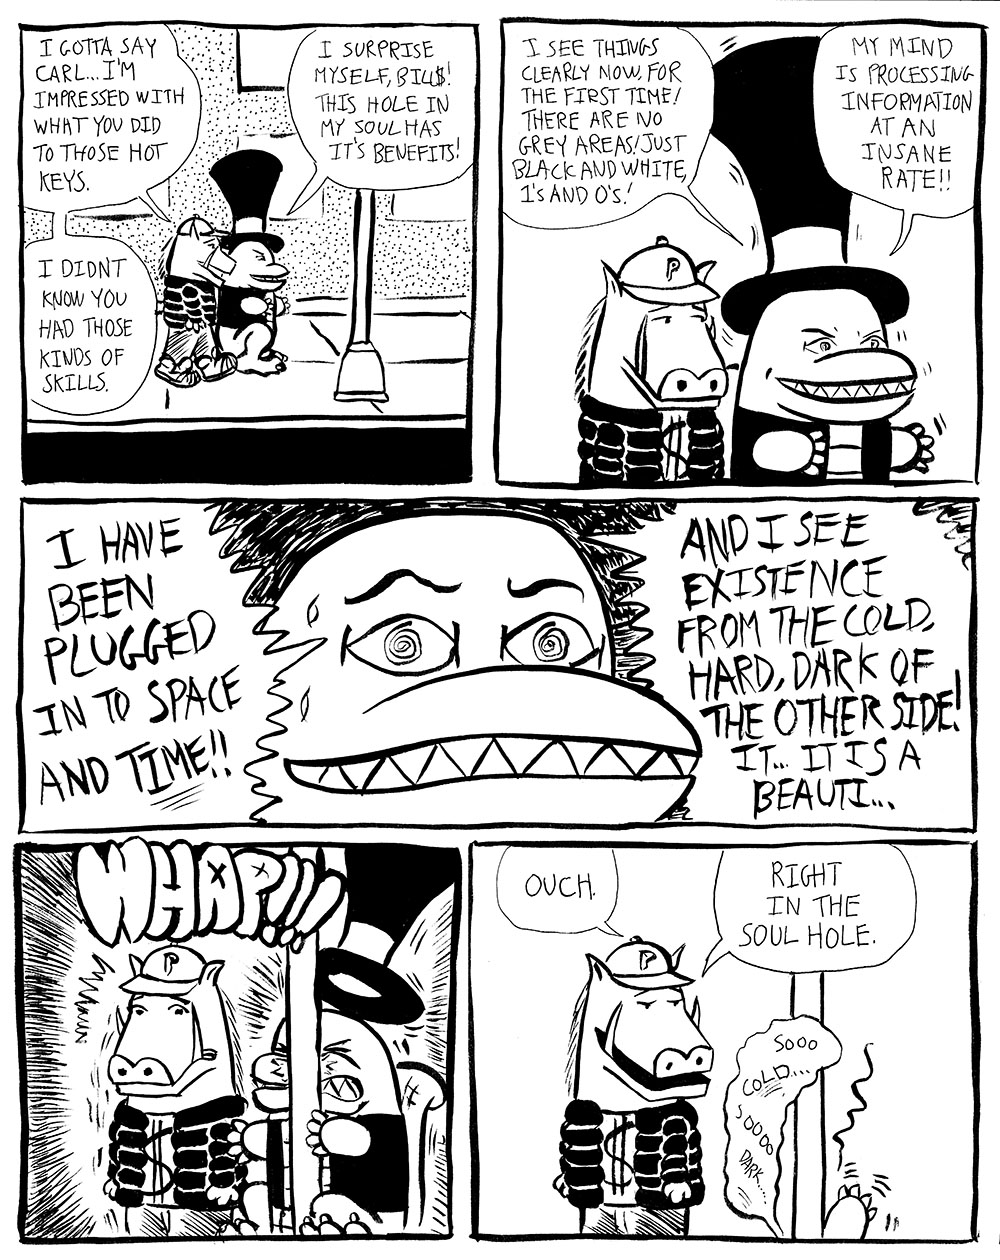 I GOTTA SAY
CARL...I'M
IMPRESSED WITH
WHAT YOU DID
TO THOSE HOT
KEYS.
I DIDNT
KNOW YOU
HAD THOSE
KINDS OF
SKILLS.
I SURPRISE
MYSELF, BILL$!
THIS HOLE IN
MY SOUL HAS
IT'S BENEFITS!
I SEE THINGS
CLEARLY NOW, FOR
THE FIRST TIME!
THERE ARE NO
GREY AREAS! JUST
BLACK AND WHITE,
1'S AND 0'S!
MY MIND
IS PROCESSING
INFORMATION
AT AN
INSANE
RATE!!
P
$
I HAVE
BEEN
PLUGGED
IN TO SPACE
AND TIME!!
AND I SEE
EXISTENCE
FROM THE COLD,
HARD, DARK OF
THE OTHER SIDE!
IT... IT IS A
BEAUTI...
WHAP!!!
P
$
OUCH.
RIGHT
IN THE
SOUL HOLE.
P
$
SOOO
COLD...
SOOOO
DARK...